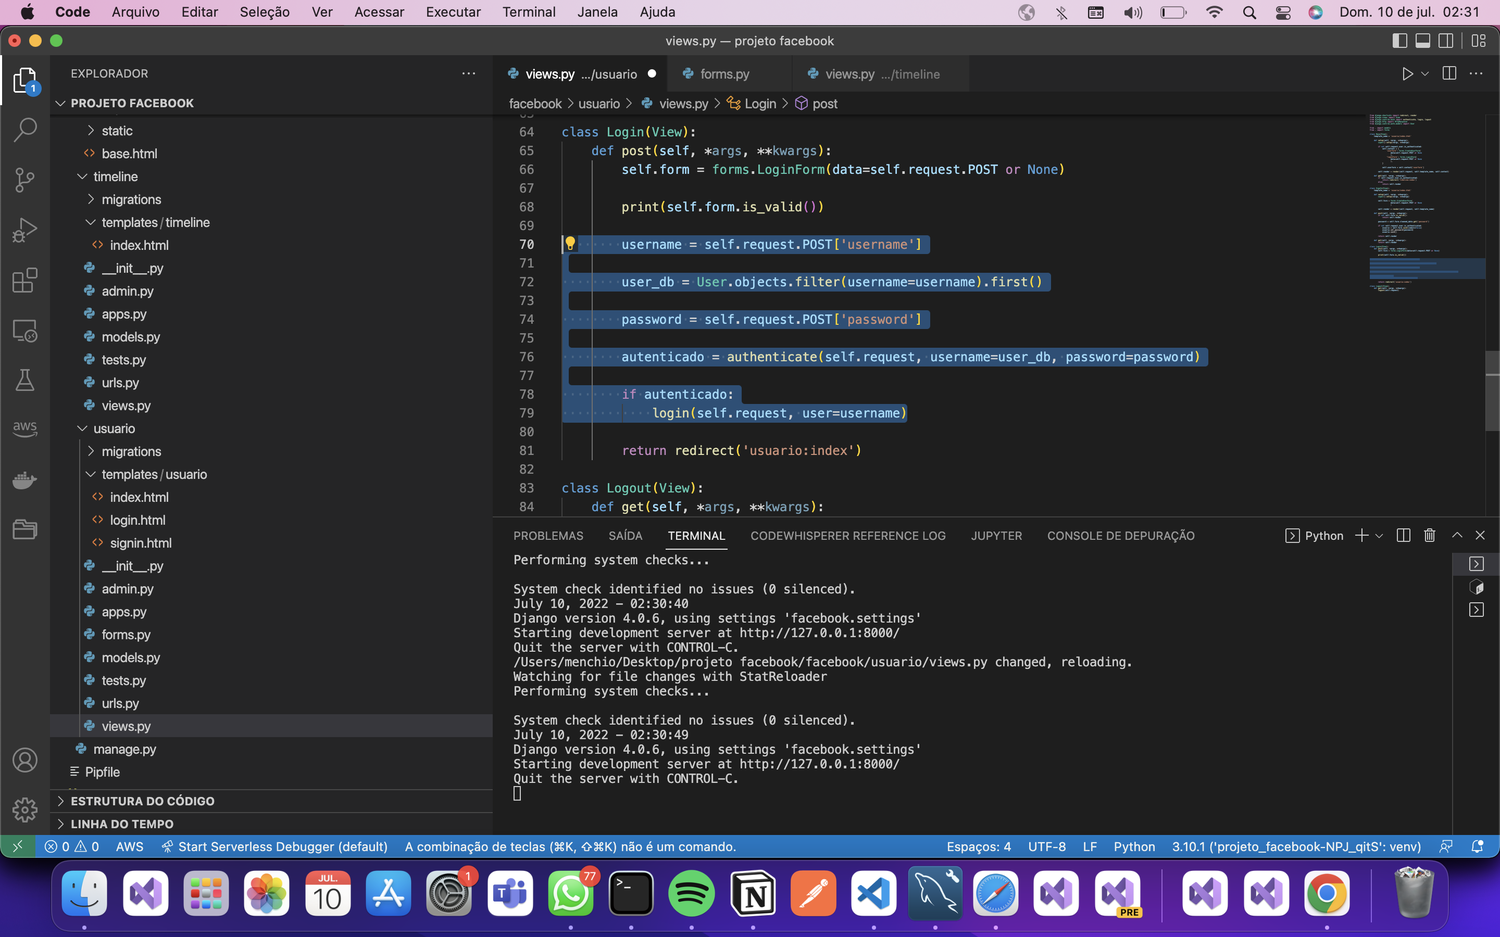 Code Arquivo Editar Seleção Ver Acessar Executar Terminal Janela Ajuda Dom. 10 de jul. 02:31
views.py — projeto facebook
EXPLORADOR
1
PROJETO FACEBOOK
static
base.html
timeline
migrations
templates/timeline
index.html
__init__.py
admin.py
apps.py
models.py
tests.py
urls.py
views.py
usuario
migrations
templates/usuario
index.html
login.html
signin.html
__init__.py
admin.py
apps.py
forms.py
models.py
tests.py
urls.py
views.py
manage.py
Pipfile
ESTRUTURA DO CÓDIGO
LINHA DO TEMPO
aws
views.py .../usuario forms.py views.py .../timeline
facebook > usuario > views.py > Login > post
64 class Login(View):
65 def post(self, *args, **kwargs):
66 self.form = forms.LoginForm(data=self.request.POST or None)
67
68 print(self.form.is_valid())
69
70 username = self.request.POST['username']
71
72 user_db = User.objects.filter(username=username).first()
73
74 password = self.request.POST['password']
75
76 autenticado = authenticate(self.request, username=user_db, password=password)
77
78 if autenticado:
79 login(self.request, user=username)
80
81 return redirect('usuario:index')
82
83 class Logout(View):
84 def get(self, *args, **kwargs):
PROBLEMAS SAÍDA TERMINAL CODEWHISPERER REFERENCE LOG JUPYTER CONSOLE DE DEPURAÇÃO Python
Performing system checks...
System check identified no issues (0 silenced).
July 10, 2022 - 02:30:40
Django version 4.0.6, using settings 'facebook.settings'
Starting development server at http://127.0.0.1:8000/
Quit the server with CONTROL-C.
/Users/menchio/Desktop/projeto facebook/facebook/usuario/views.py changed, reloading.
Watching for file changes with StatReloader
Performing system checks...
System check identified no issues (0 silenced).
July 10, 2022 - 02:30:49
Django version 4.0.6, using settings 'facebook.settings'
Starting development server at http://127.0.0.1:8000/
Quit the server with CONTROL-C.
0 0 AWS Start Serverless Debugger (default) A combinação de teclas (⌘K, ⇧⌘K) não é um comando. Espaços: 4 UTF-8 LF Python 3.10.1 ('projeto_facebook-NPJ_qitS': venv)
JUL.
10
1
77
PRE